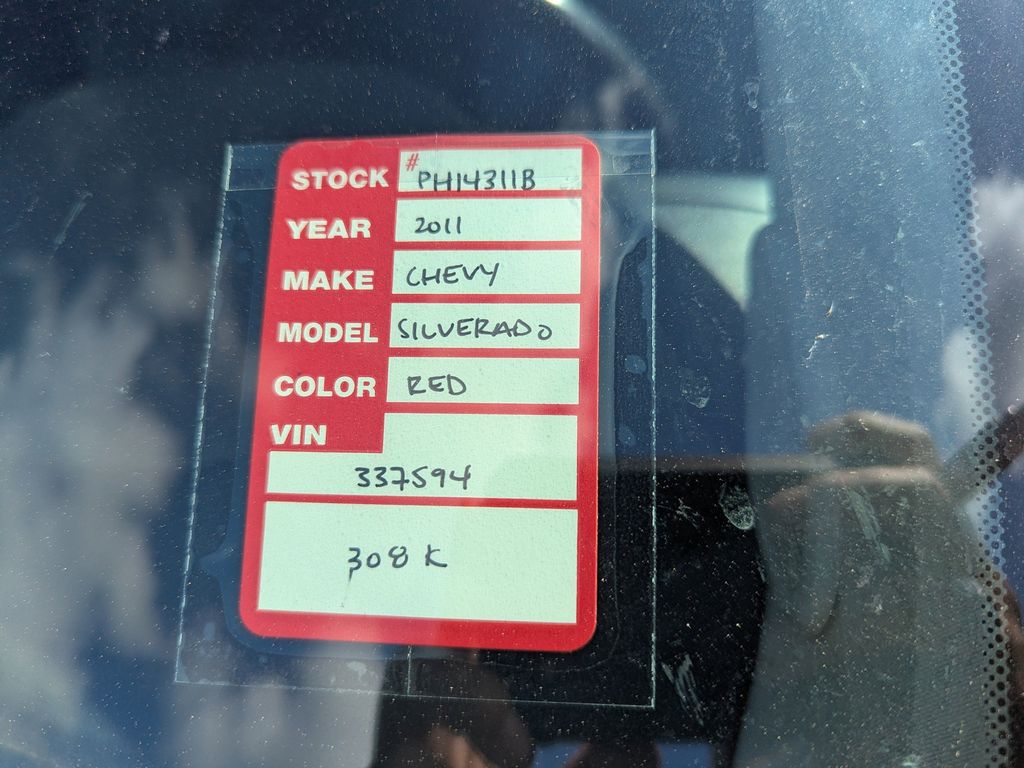 STOCK # PH14311B
YEAR 2011
MAKE CHEVY
MODEL SILVERADO
COLOR RED
VIN
337594
308 K